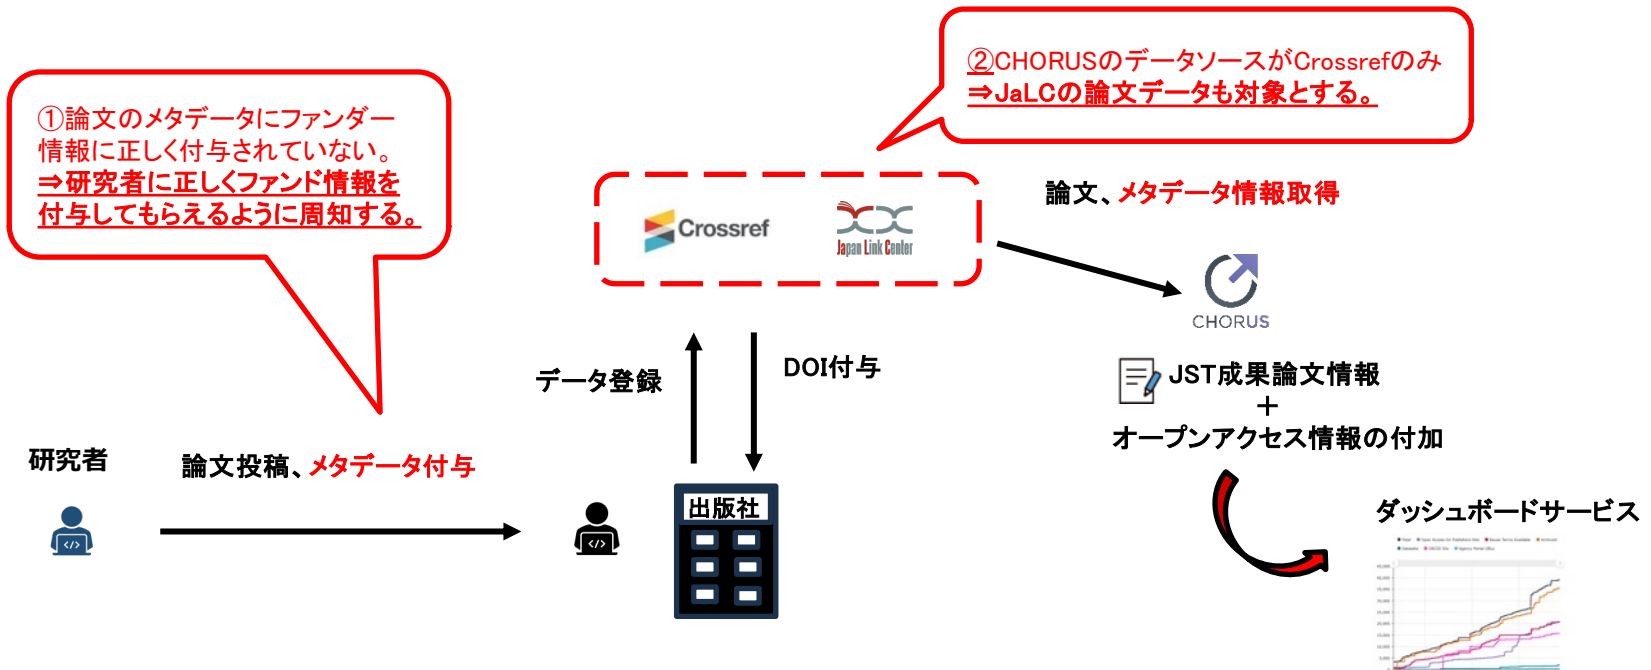 ②CHORUSのデータソースがCrossrefのみ
⇒JaLCの論文データも対象とする。
①論文のメタデータにファンダー
情報に正しく付与されていない。
⇒研究者に正しくファンド情報を
付与してもらえるように周知する。
Crossref
Japan Link Center
論文、メタデータ情報取得
CHORUS
データ登録
DOI付与
JST成果論文情報
＋
オープンアクセス情報の付加
研究者
論文投稿、メタデータ付与
出版社
ダッシュボードサービス